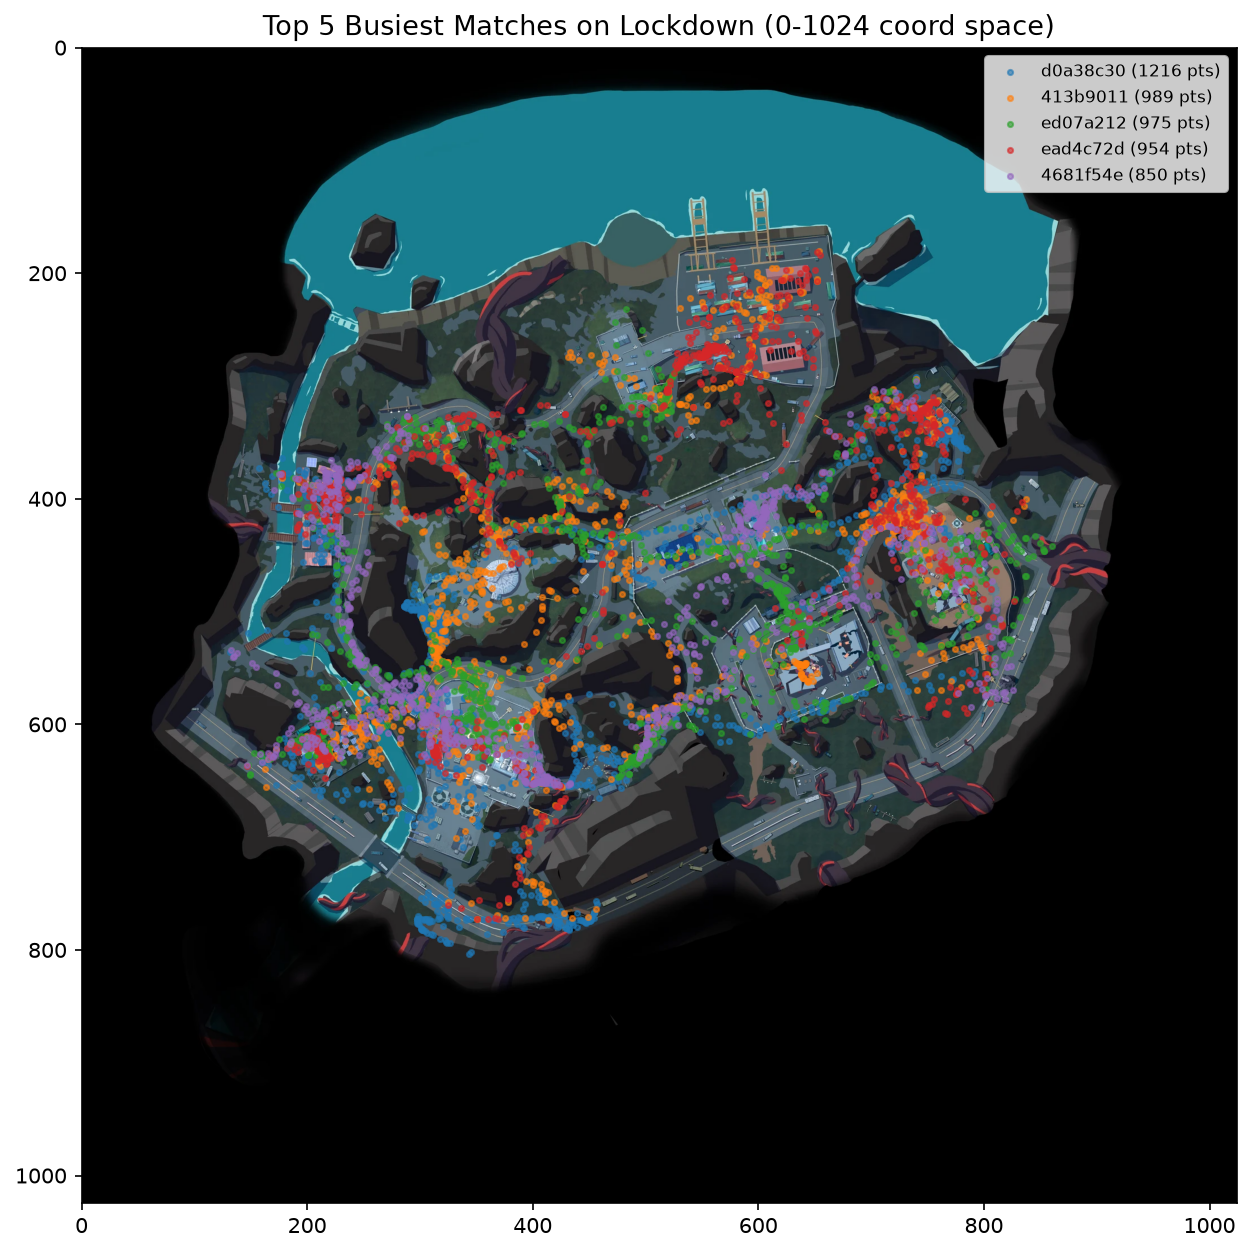 Top 5 Busiest Matches on Lockdown (0-1024 coord space)
d0a38c30 (1216 pts)
413b9011 (989 pts)
ed07a212 (975 pts)
ead4c72d (954 pts)
4681f54e (850 pts)
0
200
400
600
800
1000
0 200 400 600 800 1000